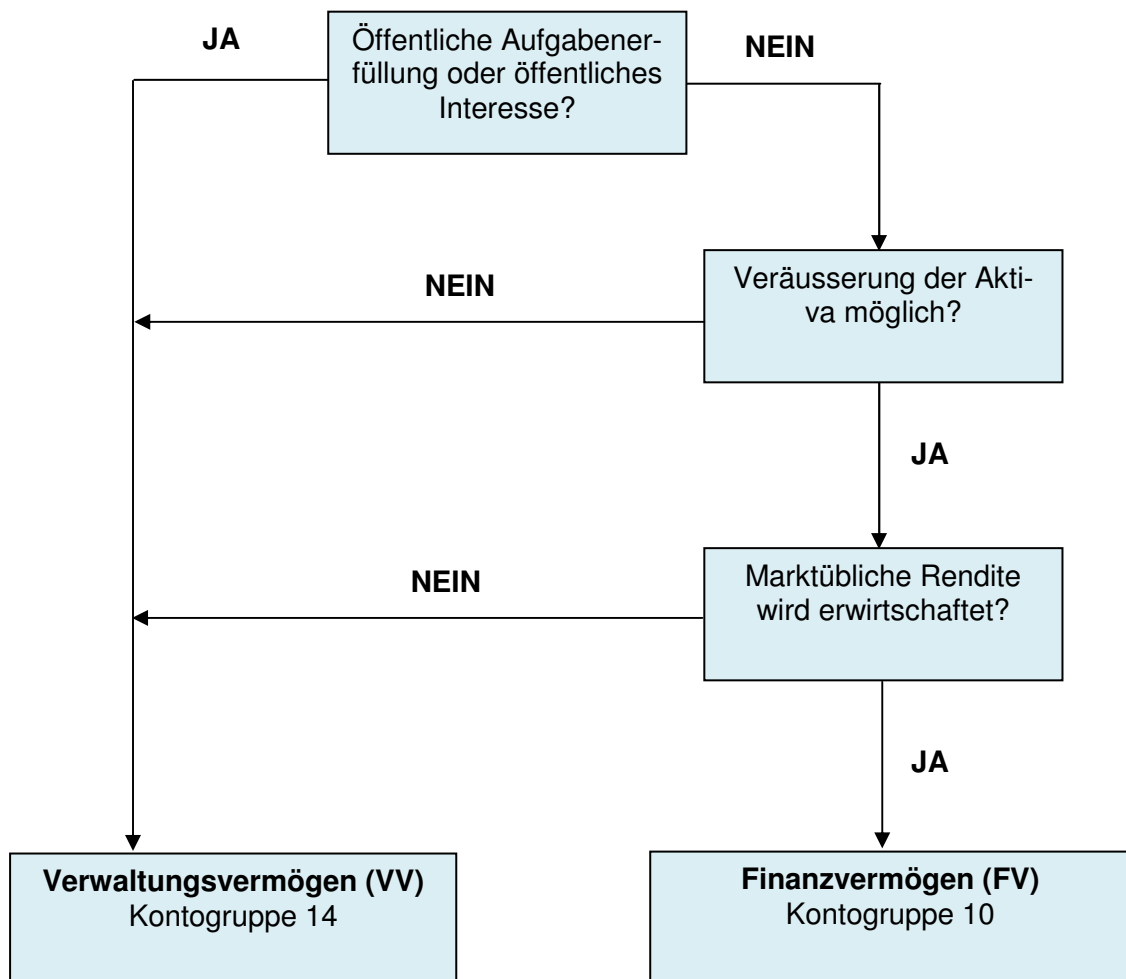 JA
Öffentliche Aufgabener-
füllung oder öffentliches
Interesse?
NEIN
NEIN
Veräusserung der Akti-
va möglich?
JA
NEIN
Marktübliche Rendite
wird erwirtschaftet?
JA
Verwaltungsvermögen (VV)
Kontogruppe 14
Finanzvermögen (FV)
Kontogruppe 10